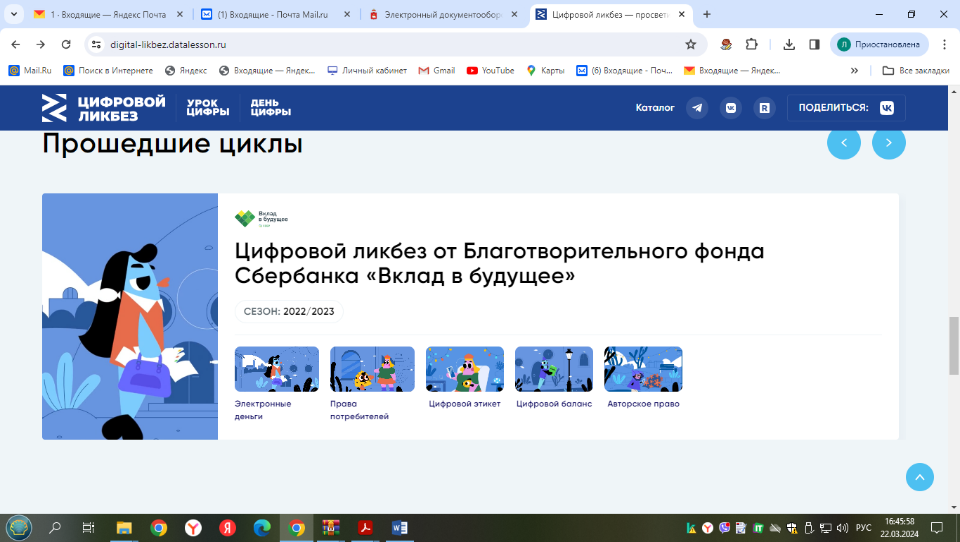 1 · Входящие — Яндекс Почта
(1) Входящие - Почта Mail.ru
Электронный документообор
Цифровой ликбез — просвет
digital-likbez.datalesson.ru
Л Приостановлена
Mail.Ru
Поиск в Интернете
Яндекс
Входящие — Яндек...
Личный кабинет
Gmail
YouTube
Карты
(6) Входящие - Поч...
Входящие — Яндек...
Все закладки
ЦИФРОВОЙ
ЛИКБЕЗ
УРОК
ЦИФРЫ
ДЕНЬ
ЦИФРЫ
Каталог
ПОДЕЛИТЬСЯ:
Прошедшие циклы
Вклад
в будущее
Цифровой ликбез от Благотворительного фонда
Сбербанка «Вклад в будущее»
СЕЗОН: 2022/2023
Электронные
деньги
Права
потребителей
Цифровой этикет
Цифровой баланс
Авторское право
РУС
16:45:58
22.03.2024